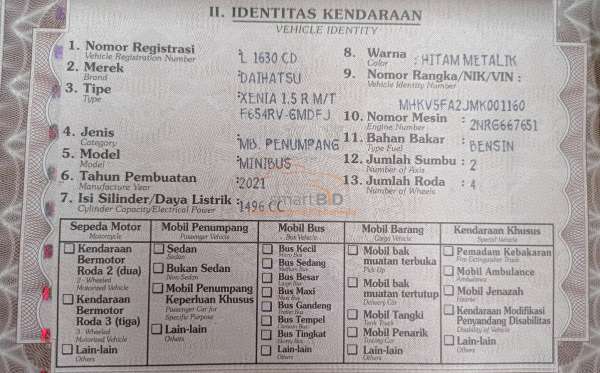 II. IDENTITAS KENDARAAN
VEHICLE IDENTITY
1. Nomor Registrasi : L 1630 CD
Vehicle Registration Number
2. Merek : DAIHATSU
Brand
3. Tipe : XENIA 1.5 R M/T
Type F654RV-GMDFJ
4. Jenis : MB. PENUMPANG
Category
5. Model : MINIBUS
Model
6. Tahun Pembuatan : 2021
Manufacture Year
7. Isi Silinder/Daya Listrik : 1496 CC
Cylinder Capacity/Electrical Power
8. Warna : HITAM METALIK
Color
9. Nomor Rangka/NIK/VIN :
Vehicle Identity Number
MHKV5FA2JMK001160
10. Nomor Mesin : 2NRG667651
Engine Number
11. Bahan Bakar : BENSIN
Type Fuel
12. Jumlah Sumbu : 2
Number of Axis
13. Jumlah Roda : 4
Number of Wheels
smartBID
Sepeda Motor
Motorcycle
Kendaraan
Bermotor
Roda 2 (dua)
2 - Wheeled
Motorized Vehicle
Kendaraan
Bermotor
Roda 3 (tiga)
3 - Wheeled
Motorized Vehicle
Lain-lain
Others
Mobil Penumpang
Passenger Vehicle
Sedan
Sedan
Bukan Sedan
Non Sedan
Mobil Penumpang
Keperluan Khusus
Passenger Car for
Specific Purpose
Lain-lain
Others
Mobil Bus
Bus Vehicle
Bus Kecil
Micro Bus
Bus Sedang
Medium Bus
Bus Besar
Large Bus
Bus Maxi
Maxi Bus
Bus Gandeng
Bus Tempel
Bus Tingkat
Lain-lain
Others
Mobil Barang
Cargo Vehicle
Mobil bak
muatan terbuka
Pick-Up
Mobil bak
muatan tertutup
Delivery Car
Mobil Tangki
Tank Truck
Mobil Penarik
Towing Car
Lain-lain
Others
Kendaraan Khusus
Special Vehicle
Pemadam Kebakaran
Fire Extinguisher Truck
Mobil Ambulance
Ambulance
Mobil Jenazah
Hearse
Kendaraan Modifikasi
Penyandang Disabilitas
Disability of Vehicle
Lain-lain
Others